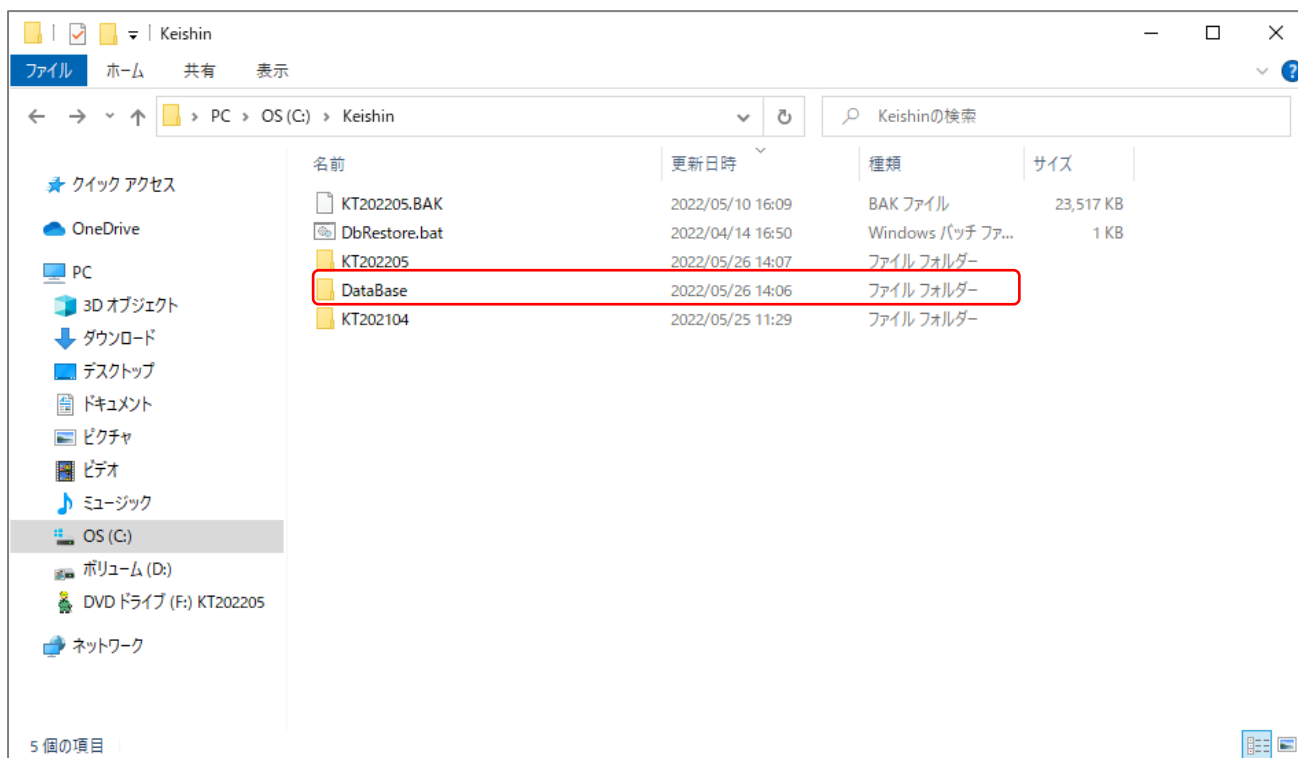 Keishin
ファイル ホーム 共有 表示
PC OS (C:) Keishin Keishinの検索
名前 更新日時 種類 サイズ
クイック アクセス
OneDrive
PC
3D オブジェクト
ダウンロード
デスクトップ
ドキュメント
ピクチャ
ビデオ
ミュージック
OS (C:)
ボリューム (D:)
DVD ドライブ (F:) KT202205
ネットワーク
KT202205.BAK 2022/05/10 16:09 BAK ファイル 23,517 KB
DbRestore.bat 2022/04/14 16:50 Windows バッチ ファ... 1 KB
KT202205 2022/05/26 14:07 ファイル フォルダー
DataBase 2022/05/26 14:06 ファイル フォルダー
KT202104 2022/05/25 11:29 ファイル フォルダー
5 個の項目